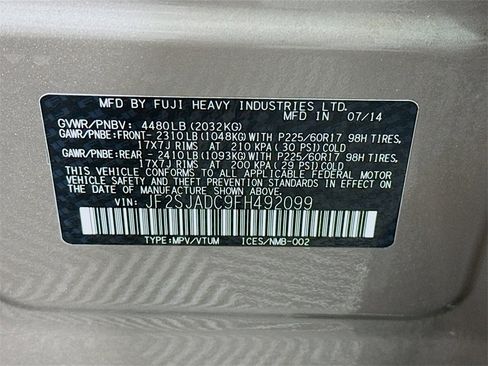 MFD BY FUJI HEAVY INDUSTRIES LTD.
MFD IN 07/14
GVWR/PNBV: 4480LB (2032KG)
GAWR/PNBE:FRONT- 2310LB (1048KG) WITH P225/60R17 98H TIRES,
17X7J RIMS AT 210 KPA (30 PSI) COLD
GAWR/PNBE:REAR - 2410LB (1093KG) WITH P225/60R17 98H TIRES,
17X7J RIMS AT 200 KPA (29 PSI) COLD
THIS VEHICLE CONFORMS TO ALL APPLICABLE FEDERAL MOTOR
VEHICLE SAFETY, BUMPER, AND THEFT PREVENTION STANDARDS
IN EFFECT ON THE DATE OF MANUFACTURE SHOWN ABOVE.
VIN: JF2SJADC9FH492099
TYPE:MPV/VTUM ICES/NMB-002